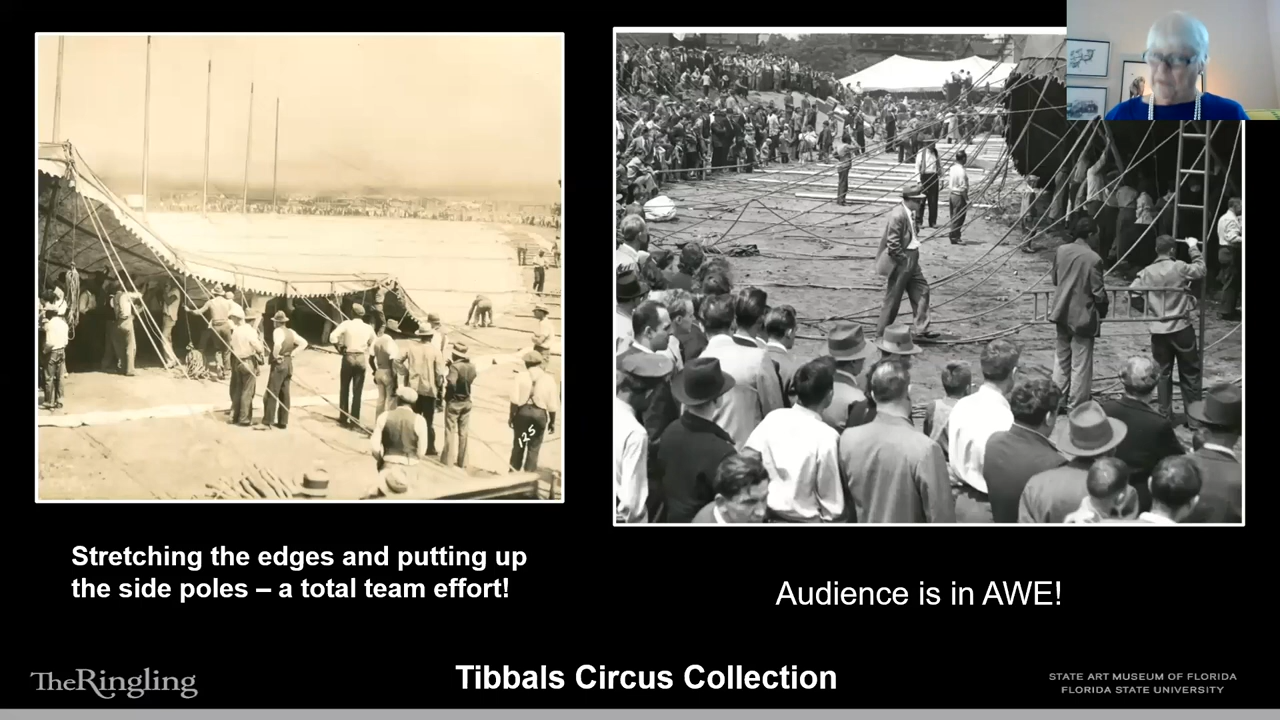 125
Stretching the edges and putting up
the side poles – a total team effort!
Audience is in AWE!
TheRingling
Tibbals Circus Collection
STATE ART MUSEUM OF FLORIDA
FLORIDA STATE UNIVERSITY